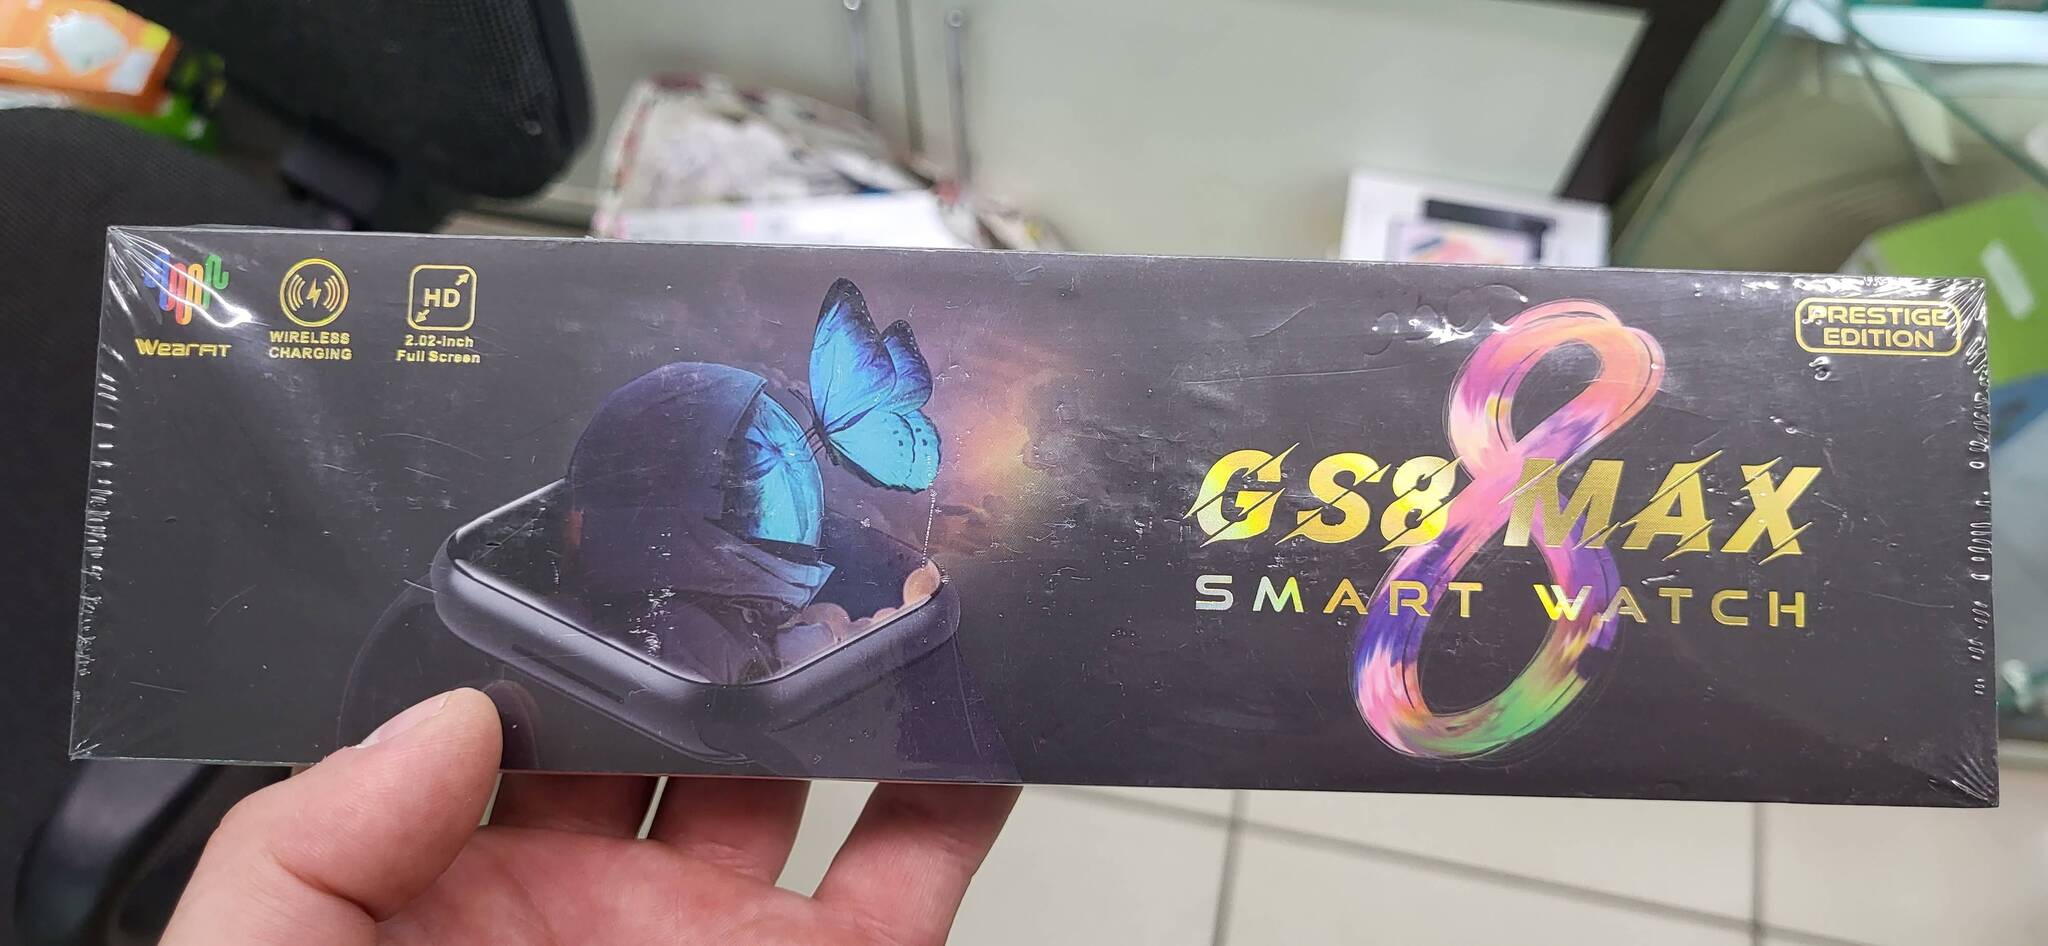 WearFIT
WIRELESS
CHARGING
HD
2.02-inch
Full Screen
PRESTIGE
EDITION
GS8 MAX
SMART WATCH